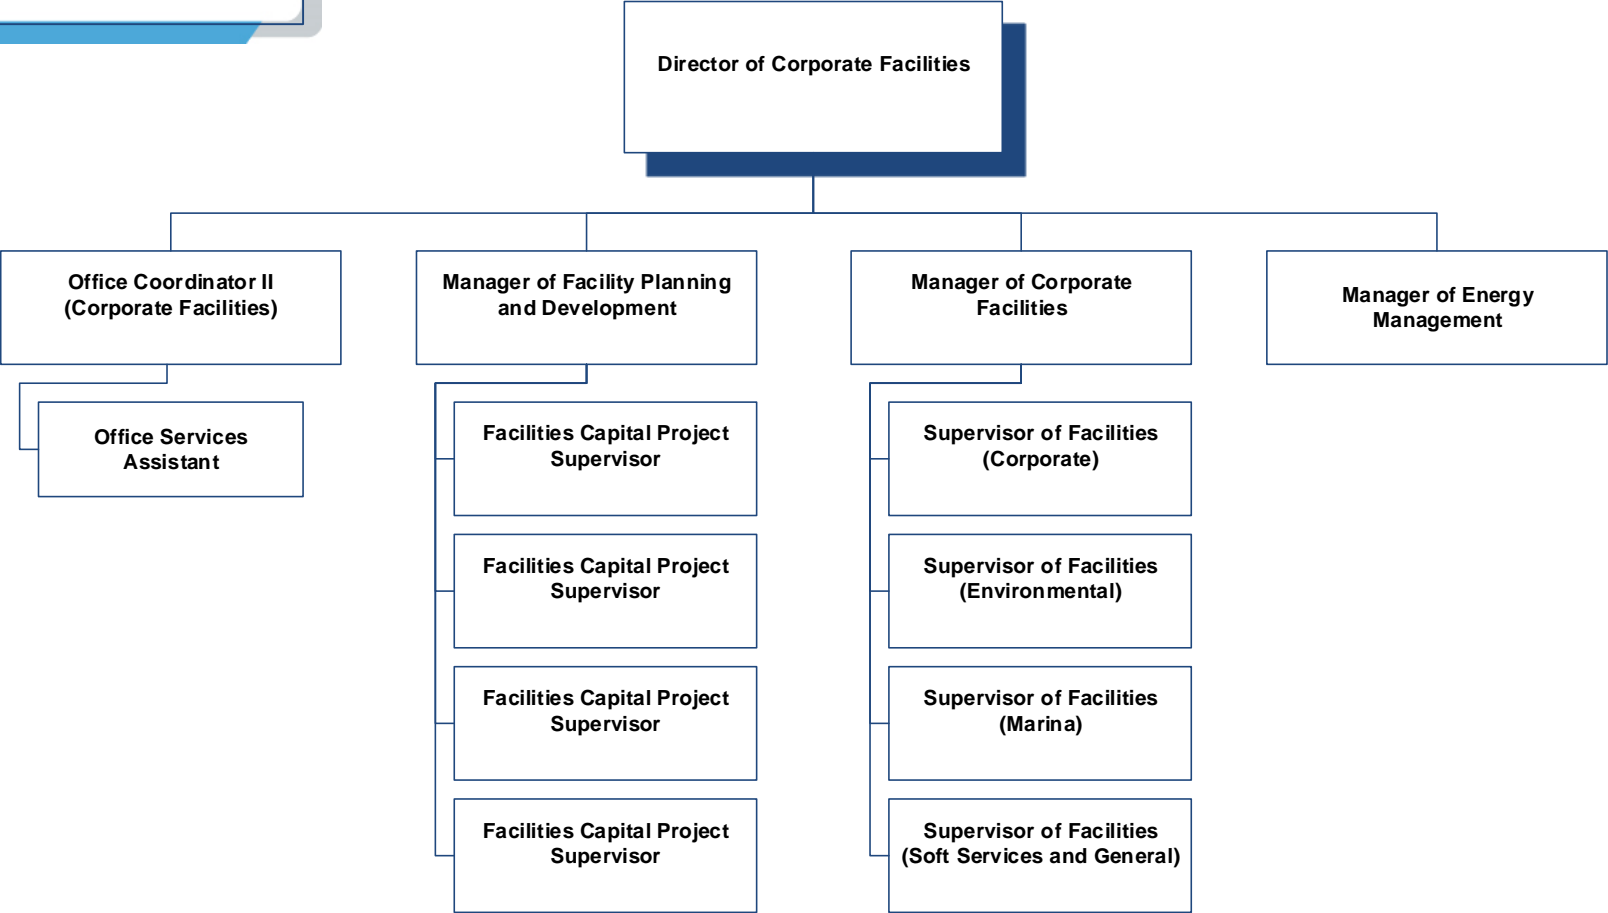 Director of Corporate Facilities
Office Coordinator II
(Corporate Facilities)
Manager of Facility Planning
and Development
Manager of Corporate
Facilities
Manager of Energy
Management
Office Services
Assistant
Facilities Capital Project
Supervisor
Facilities Capital Project
Supervisor
Facilities Capital Project
Supervisor
Facilities Capital Project
Supervisor
Supervisor of Facilities
(Corporate)
Supervisor of Facilities
(Environmental)
Supervisor of Facilities
(Marina)
Supervisor of Facilities
(Soft Services and General)